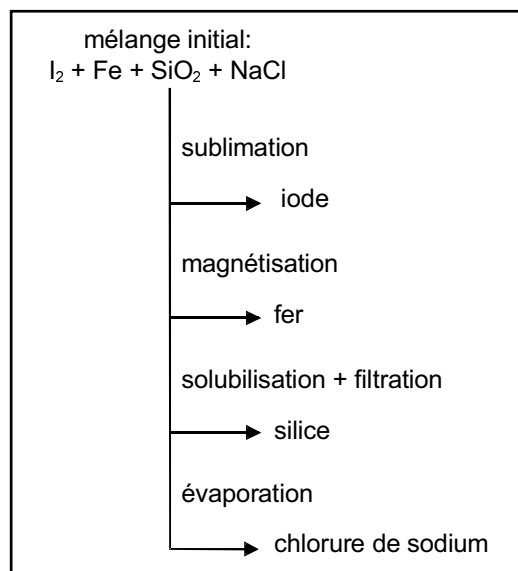 mélange initial:
I₂ + Fe + SiO₂ + NaCl
sublimation
iode
magnétisation
fer
solubilisation + filtration
silice
évaporation
chlorure de sodium